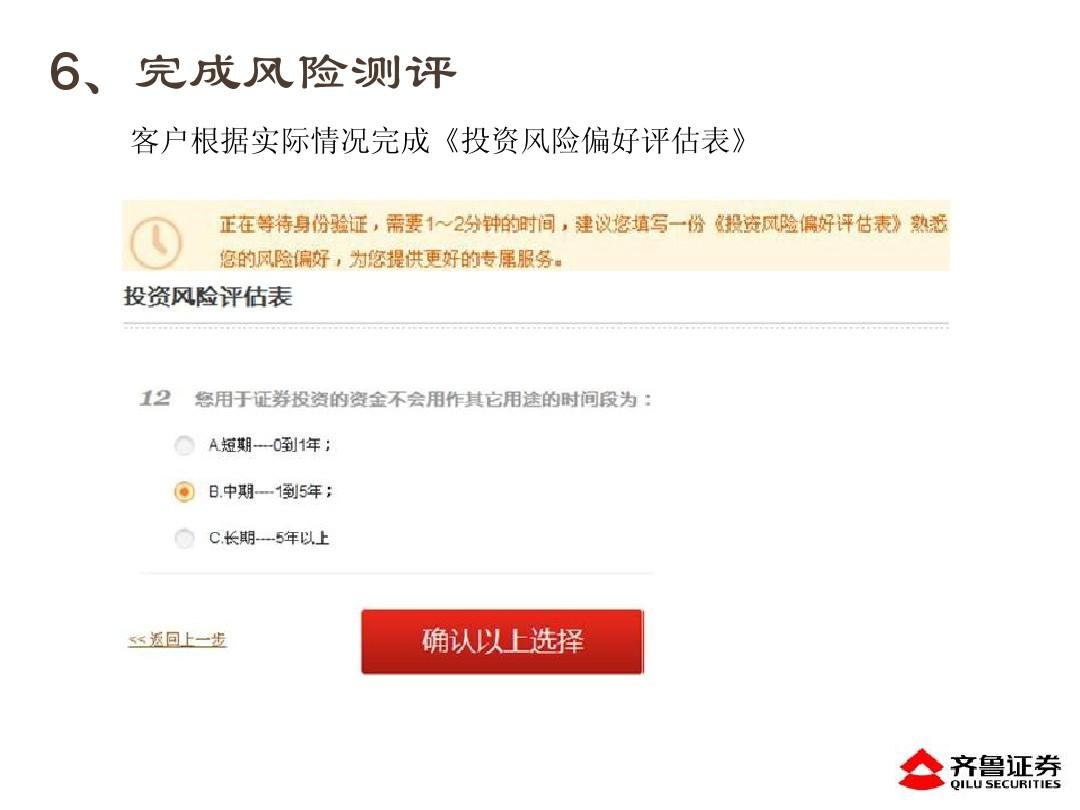 6、完成风险测评
客户根据实际情况完成《投资风险偏好评估表》
正在等待身份验证，需要1～2分钟的时间，建议您填写一份《投资风险偏好评估表》熟悉
您的风险偏好，为您提供更好的专属服务。
投资风险评估表
12 您用于证券投资的资金不会用作其它用途的时间段为：
A.短期----0到1年；
B.中期----1到5年；
C.长期----5年以上
<<返回上一步
确认以上选择
齐鲁证券
QILU SECURITIES